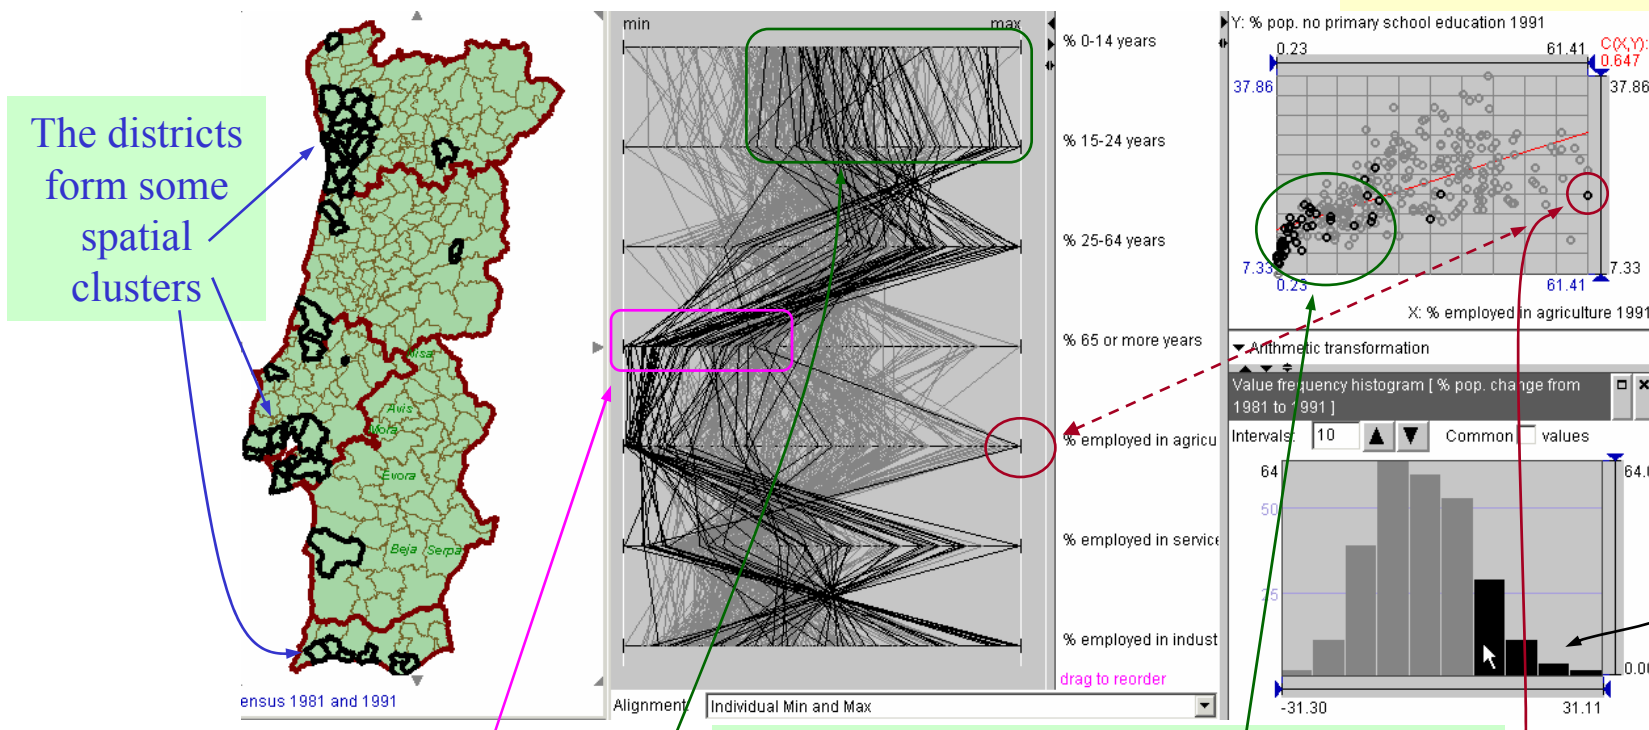 The districts
form some
spatial
clusters
Nisa
Avis
Mora
Evora
Beja
Serpa
ensus 1981 and 1991
min
max
% 0-14 years
% 15-24 years
% 25-64 years
% 65 or more years
% employed in agricu
% employed in service
% employed in indust
drag to reorder
Alignment:
Individual Min and Max
Y: % pop. no primary school education 1991
0.23
61.41
C(X,Y):
0.647
37.86
37.86
7.33
7.33
0.23
61.41
X: % employed in agriculture 1991
Arithmetic transformation
Value frequency histogram [ % pop. change from
1981 to 1991 ]
Intervals:
10
Common
values
64
64.0
50
25
0.00
-31.30
31.11